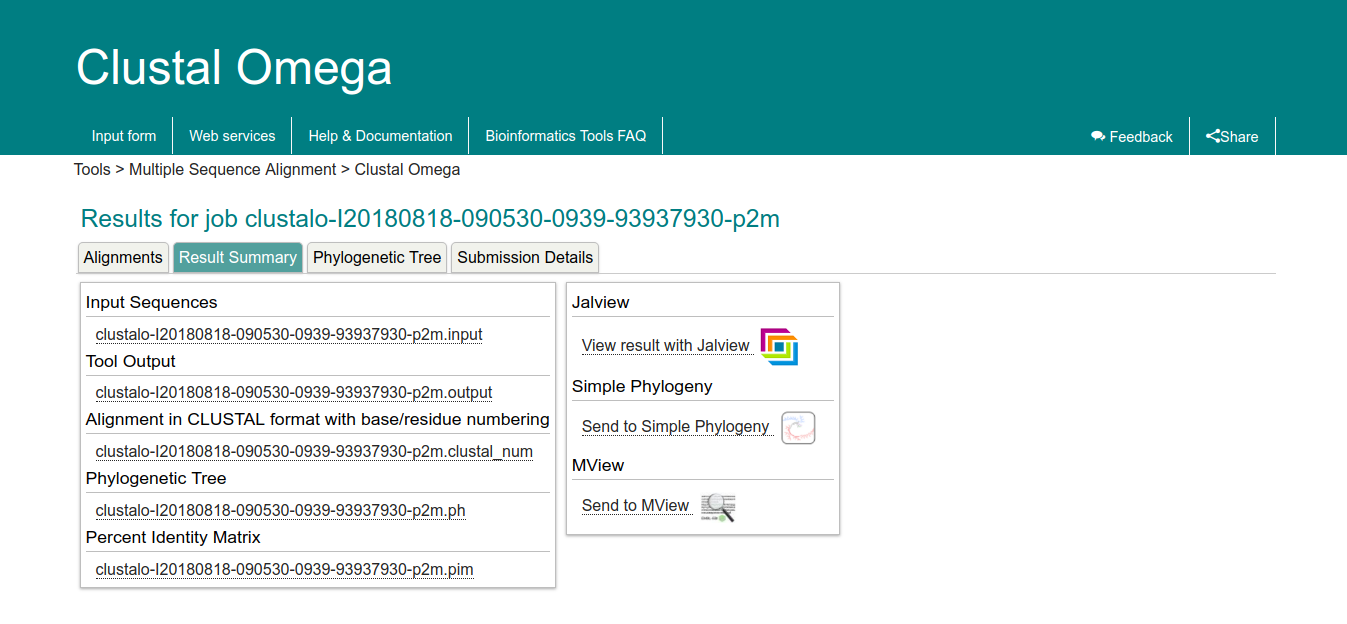 Clustal Omega
Input form
Web services
Help & Documentation
Bioinformatics Tools FAQ
Feedback
Share
Tools > Multiple Sequence Alignment > Clustal Omega
Results for job clustalo-I20180818-090530-0939-93937930-p2m
Alignments
Result Summary
Phylogenetic Tree
Submission Details
Input Sequences
clustalo-I20180818-090530-0939-93937930-p2m.input
Tool Output
clustalo-I20180818-090530-0939-93937930-p2m.output
Alignment in CLUSTAL format with base/residue numbering
clustalo-I20180818-090530-0939-93937930-p2m.clustal_num
Phylogenetic Tree
clustalo-I20180818-090530-0939-93937930-p2m.ph
Percent Identity Matrix
clustalo-I20180818-090530-0939-93937930-p2m.pim
Jalview
View result with Jalview
Simple Phylogeny
Send to Simple Phylogeny
MView
Send to MView